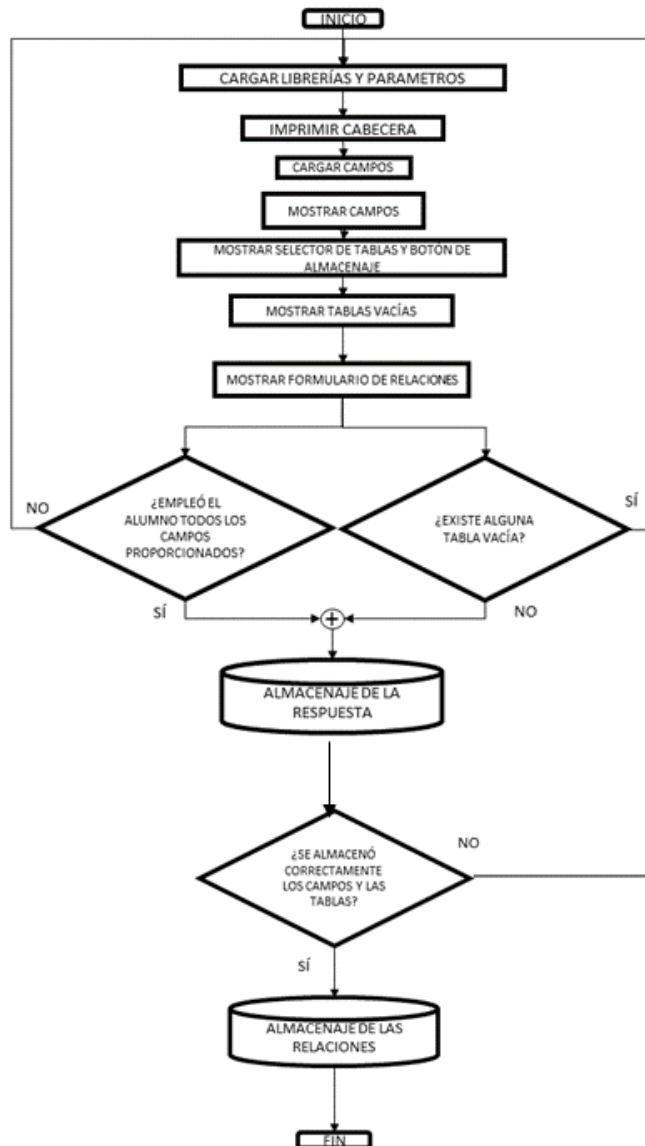 INICIO
CARGAR LIBRERÍAS Y PARAMETROS
IMPRIMIR CABECERA
CARGAR CAMPOS
MOSTRAR CAMPOS
MOSTRAR SELECTOR DE TABLAS Y BOTÓN DE
ALMACENAJE
MOSTRAR TABLAS VACÍAS
MOSTRAR FORMULARIO DE RELACIONES
NO
¿EMPLEÓ EL
ALUMNO TODOS LOS
CAMPOS
PROPORCIONADOS?
SÍ
¿EXISTE ALGUNA
TABLA VACÍA?
SÍ
NO
+
ALMACENAJE DE LA
RESPUESTA
¿SE ALMACENÓ
CORRECTAMENTE
LOS CAMPOS Y LAS
TABLAS?
NO
SÍ
ALMACENAJE DE LAS
RELACIONES
FIN